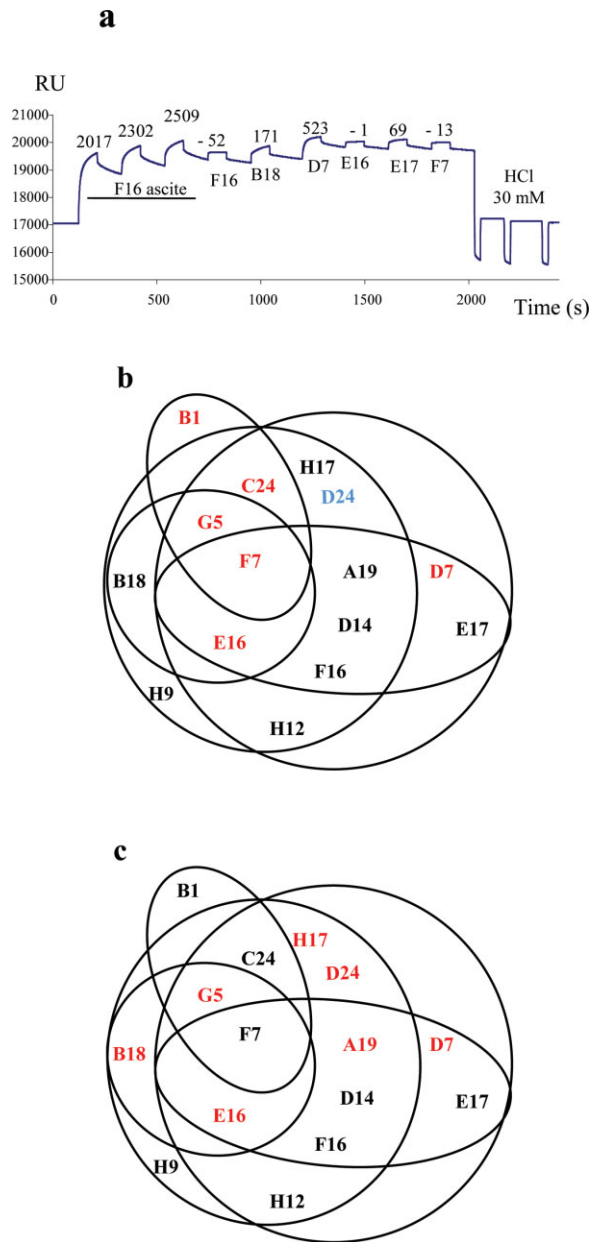 a
RU
21000
20000
19000
18000
17000
16000
15000
2017
2302
2509
- 52
171
523
- 1
69
- 13
F16 ascite
F16
B18
D7
E16
E17
F7
HCl
30 mM
0
500
1000
1500
2000
Time (s)
b
B1
H17
C24
D24
G5
F7
A19
D7
B18
D14
E17
E16
F16
H9
H12
c
B1
H17
C24
D24
G5
F7
A19
D7
B18
D14
E17
E16
F16
H9
H12